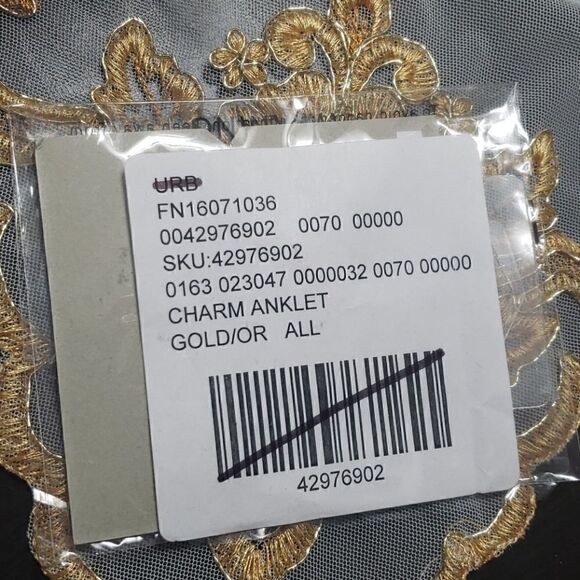 URB
FN16071036
0042976902 0070 00000
SKU:42976902
0163 023047 0000032 0070 00000
CHARM ANKLET
GOLD/OR ALL
42976902